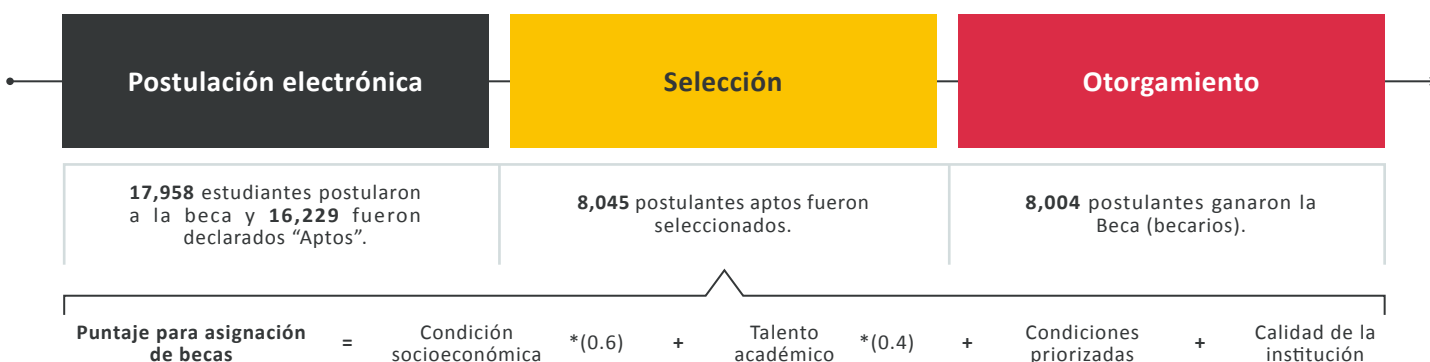 Postulación electrónica
Selección
Otorgamiento
17,958 estudiantes postularon
a la beca y 16,229 fueron
declarados “Aptos”.
8,045 postulantes aptos fueron
seleccionados.
8,004 postulantes ganaron la
Beca (becarios).
Puntaje para asignación
de becas
=
Condición
socioeconómica
*(0.6)
+
Talento
académico
*(0.4)
+
Condiciones
priorizadas
+
Calidad de la
institución